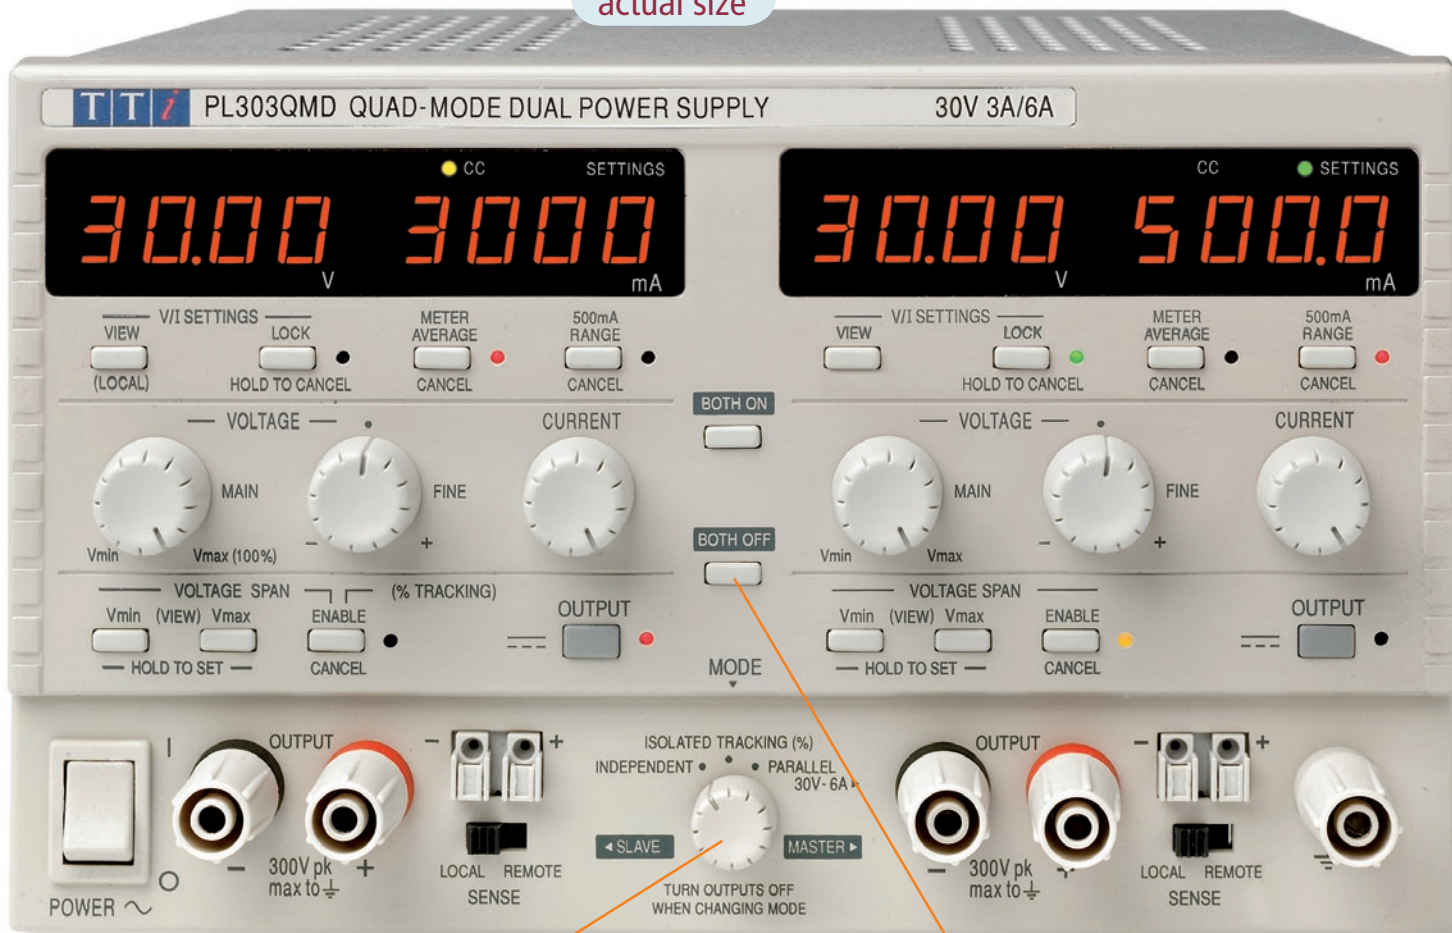 actual size
TTi PL303QMD QUAD-MODE DUAL POWER SUPPLY 30V 3A/6A
CC SETTINGS
30.00 V 3000 mA
CC SETTINGS
30.00 V 500.0 mA
V/I SETTINGS
VIEW LOCK
(LOCAL) HOLD TO CANCEL
METER
AVERAGE
CANCEL
500mA
RANGE
CANCEL
V/I SETTINGS
VIEW LOCK
HOLD TO CANCEL
METER
AVERAGE
CANCEL
500mA
RANGE
CANCEL
BOTH ON
VOLTAGE CURRENT
MAIN - FINE +
Vmin Vmax (100%)
VOLTAGE CURRENT
MAIN - FINE +
Vmin Vmax
BOTH OFF
VOLTAGE SPAN (% TRACKING)
Vmin (VIEW) Vmax ENABLE
HOLD TO SET CANCEL
OUTPUT
VOLTAGE SPAN
Vmin (VIEW) Vmax ENABLE
HOLD TO SET CANCEL
OUTPUT
MODE
I
O
POWER
OUTPUT
- 300V pk +
max to
- +
LOCAL REMOTE
SENSE
ISOLATED TRACKING (%)
INDEPENDENT PARALLEL
30V-6A
SLAVE MASTER
TURN OUTPUTS OFF
WHEN CHANGING MODE
OUTPUT
- 300V pk +
max to
- +
LOCAL REMOTE
SENSE